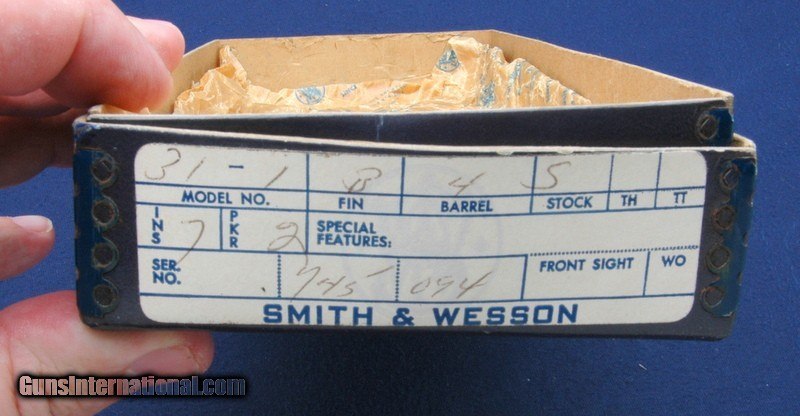 31-1 B 4 S
MODEL NO. FIN BARREL STOCK TH TT
INS 7 PKR 2 SPECIAL FEATURES:
SER. NO. 745 094 FRONT SIGHT WO
SMITH & WESSON
GunsInternational.com